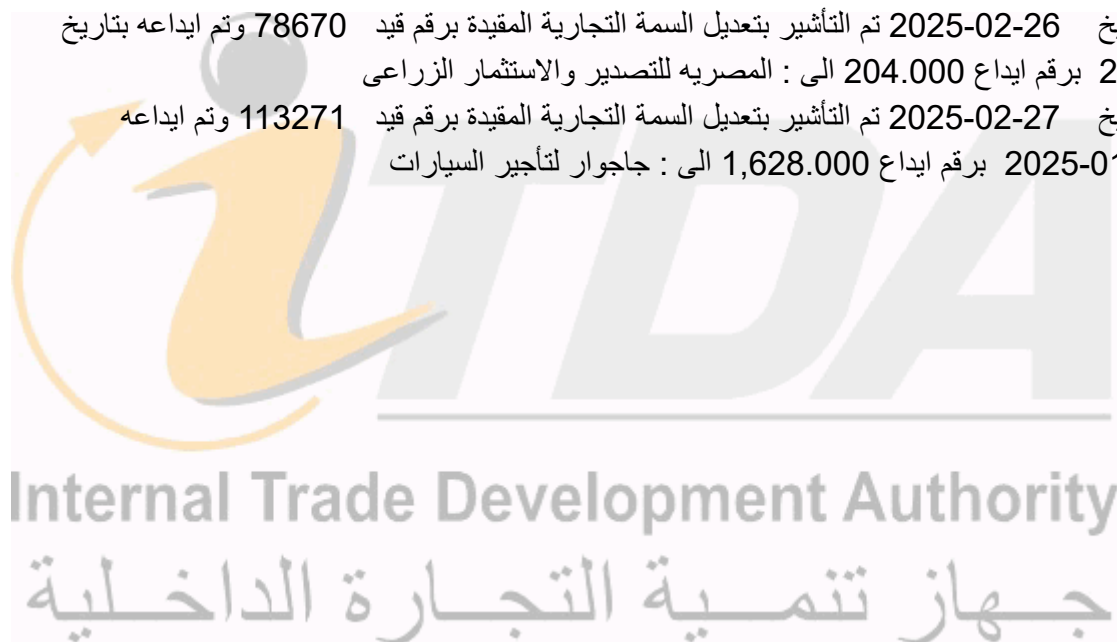 2025-02-26 تم التأشير بتعديل السمة التجارية المقيدة برقم قيد 78670 وتم ايداعه بتاريخ
برقم ايداع 204.000 الى : المصريه للتصدير والاستثمار الزراعى
2025-02-27 تم التأشير بتعديل السمة التجارية المقيدة برقم قيد 113271 وتم ايداعه
برقم ايداع 1,628.000 الى : جاجوار لتأجير السيارات
iTDA
Internal Trade Development Authority
جهاز تنمية التجارة الداخلية